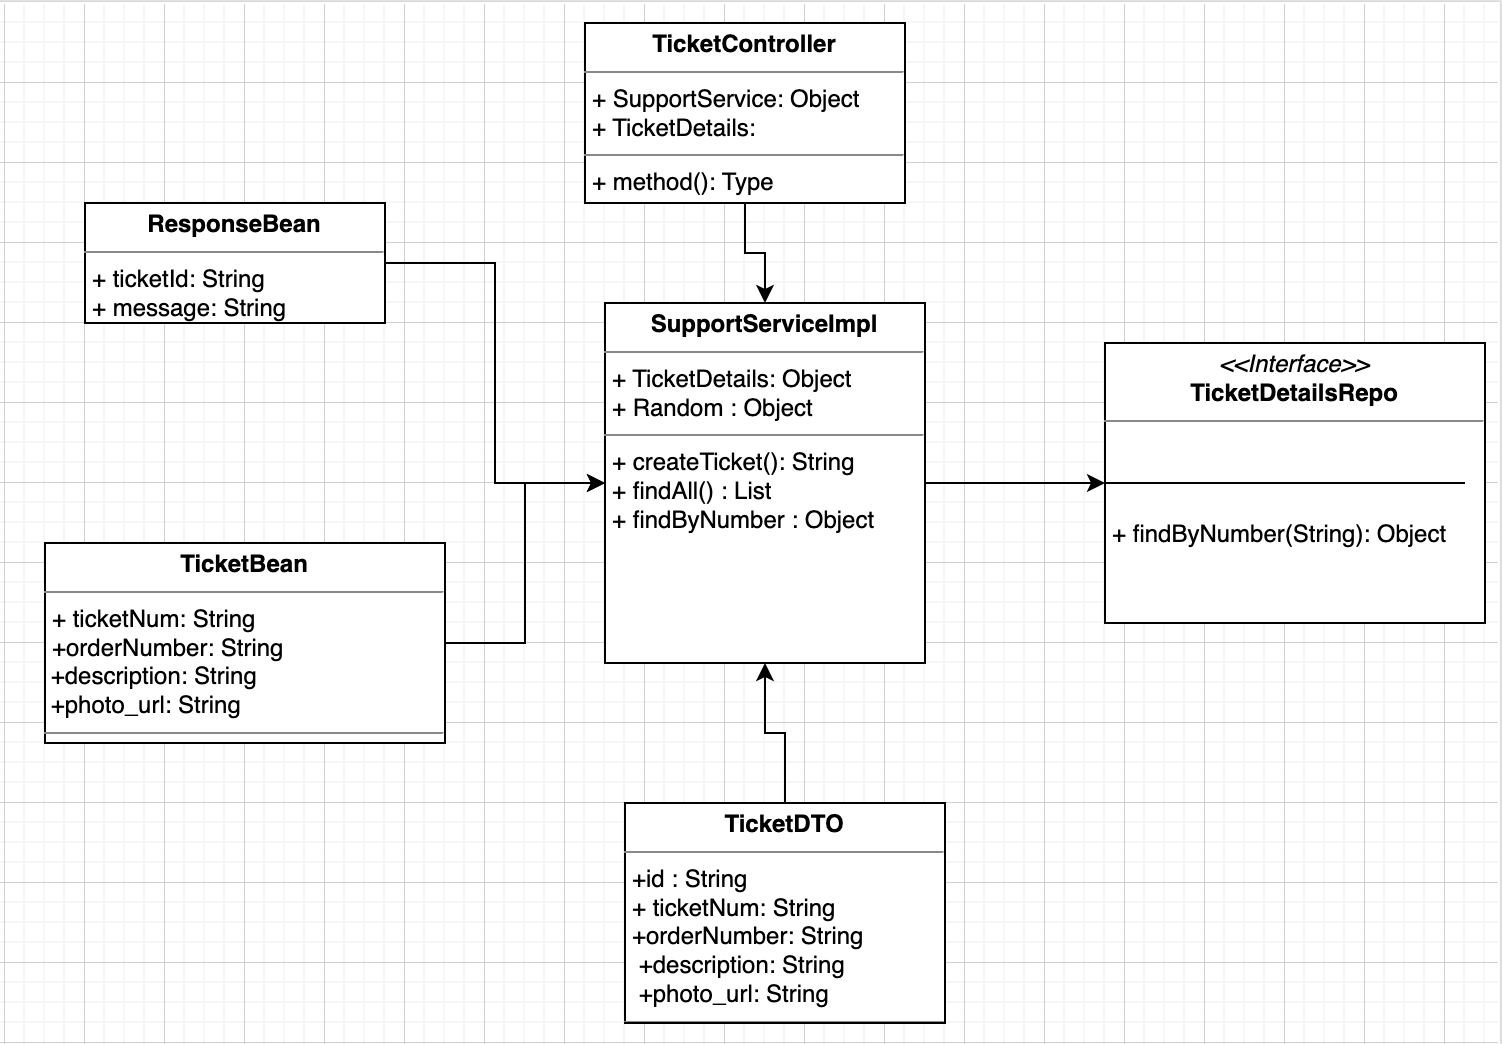 TicketController
+ SupportService: Object
+ TicketDetails:
+ method(): Type
ResponseBean
+ ticketId: String
+ message: String
SupportServiceImpl
+ TicketDetails: Object
+ Random : Object
+ createTicket(): String
+ findAll() : List
+ findByNumber : Object
<<Interface>>
TicketDetailsRepo
+ findByNumber(String): Object
TicketBean
+ ticketNum: String
+orderNumber: String
+description: String
+photo_url: String
TicketDTO
+id : String
+ ticketNum: String
+orderNumber: String
+description: String
+photo_url: String